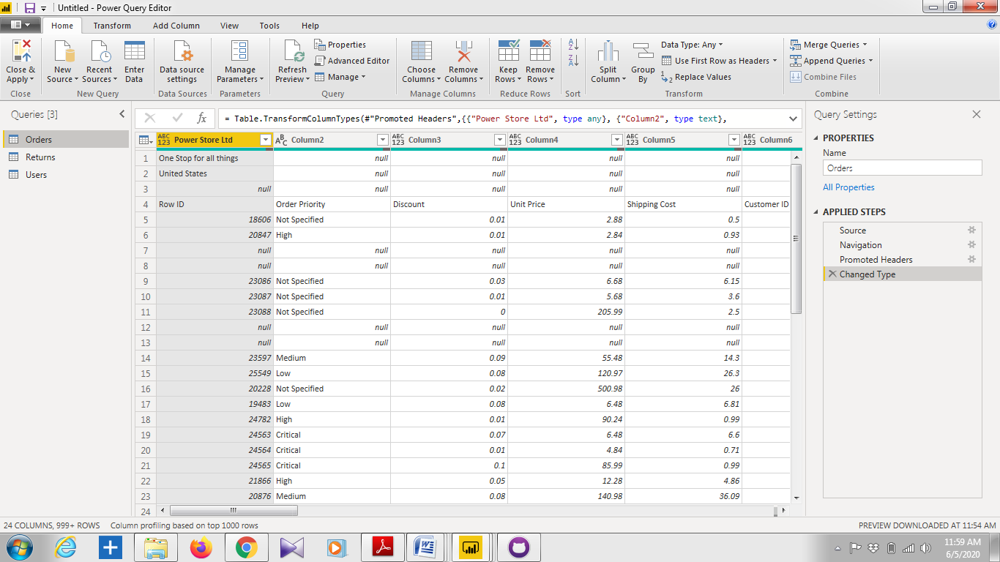 Untitled - Power Query Editor
Home Transform Add Column View Tools Help
Close & Apply
Close
New Source
Recent Sources
Enter Data
New Query
Data source settings
Data Sources
Manage Parameters
Parameters
Refresh Preview
Properties
Advanced Editor
Manage
Query
Choose Columns
Remove Columns
Manage Columns
Keep Rows
Remove Rows
Reduce Rows
Sort
Split Column
Group By
Data Type: Any
Use First Row as Headers
Replace Values
Transform
Merge Queries
Append Queries
Combine Files
Combine
Queries [3]
Orders
Returns
Users
= Table.TransformColumnTypes(#"Promoted Headers",{{"Power Store Ltd", type any}, {"Column2", type text},
Power Store Ltd Column2 Column3 Column4 Column5 Column6
1 One Stop for all things null null null null
2 United States null null null null
3 null null null null null
4 Row ID Order Priority Discount Unit Price Shipping Cost Customer ID
5 18606 Not Specified 0.01 2.88 0.5
6 20847 High 0.01 2.84 0.93
7 null null null null null
8 null null null null null
9 23086 Not Specified 0.03 6.68 6.15
10 23087 Not Specified 0.01 5.68 3.6
11 23088 Not Specified 0 205.99 2.5
12 null null null null null
13 null null null null null
14 23597 Medium 0.09 55.48 14.3
15 25549 Low 0.08 120.97 26.3
16 20228 Not Specified 0.02 500.98 26
17 19483 Low 0.08 6.48 6.81
18 24782 High 0.01 90.24 0.99
19 24563 Critical 0.07 6.48 6.6
20 24564 Critical 0.01 4.84 0.71
21 24565 Critical 0.1 85.99 0.99
22 21866 High 0.05 12.28 4.86
23 20876 Medium 0.08 140.98 36.09
24
Query Settings
PROPERTIES
Name
Orders
All Properties
APPLIED STEPS
Source
Navigation
Promoted Headers
Changed Type
24 COLUMNS, 999+ ROWS Column profiling based on top 1000 rows
PREVIEW DOWNLOADED AT 11:54 AM
11:59 AM
6/5/2020